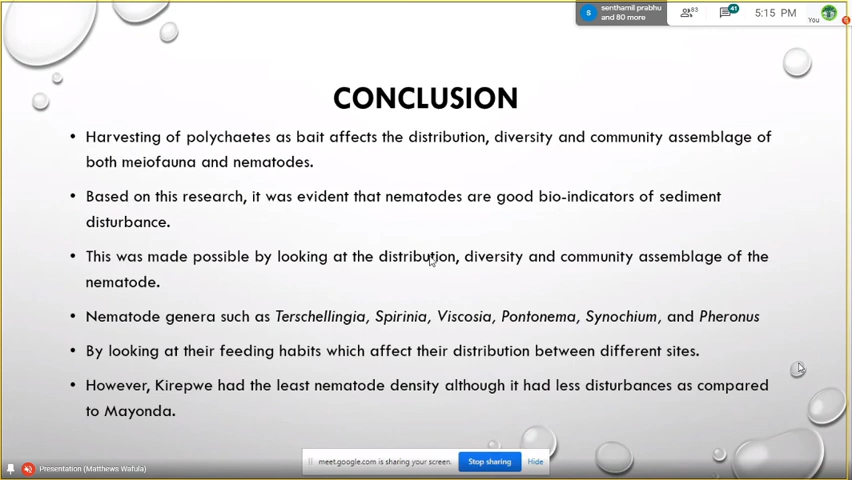 senthamil prabhu
and 80 more
S
83
41
5:15 PM
You
CONCLUSION
• Harvesting of polychaetes as bait affects the distribution, diversity and community assemblage of
both meiofauna and nematodes.
• Based on this research, it was evident that nematodes are good bio-indicators of sediment
disturbance.
• This was made possible by looking at the distribution, diversity and community assemblage of the
nematode.
• Nematode genera such as Terschellingia, Spirinia, Viscosia, Pontonema, Synochium, and Pheronus
• By looking at their feeding habits which affect their distribution between different sites.
• However, Kirepwe had the least nematode density although it had less disturbances as compared
to Mayonda.
meet.google.com is sharing your screen.
Stop sharing
Hide
Presentation (Matthews Wafula)